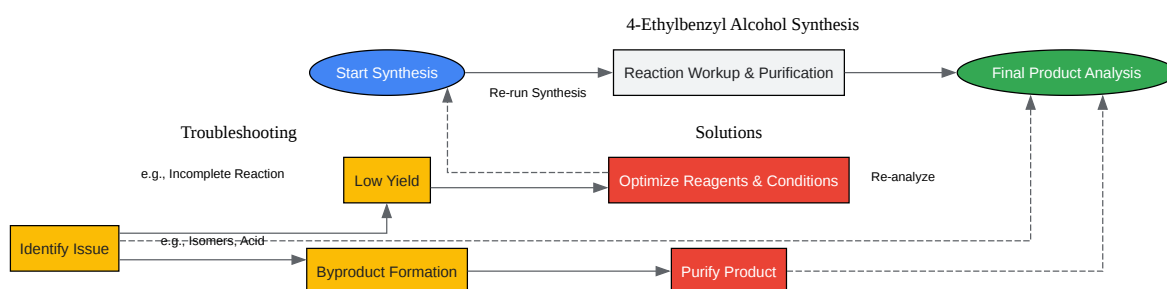 4-Ethylbenzyl Alcohol Synthesis
Start Synthesis
Reaction Workup & Purification
Final Product Analysis
Re-run Synthesis
Troubleshooting
Solutions
e.g., Incomplete Reaction
Low Yield
Optimize Reagents & Conditions
Re-analyze
Identify Issue
e.g., Isomers, Acid
Byproduct Formation
Purify Product